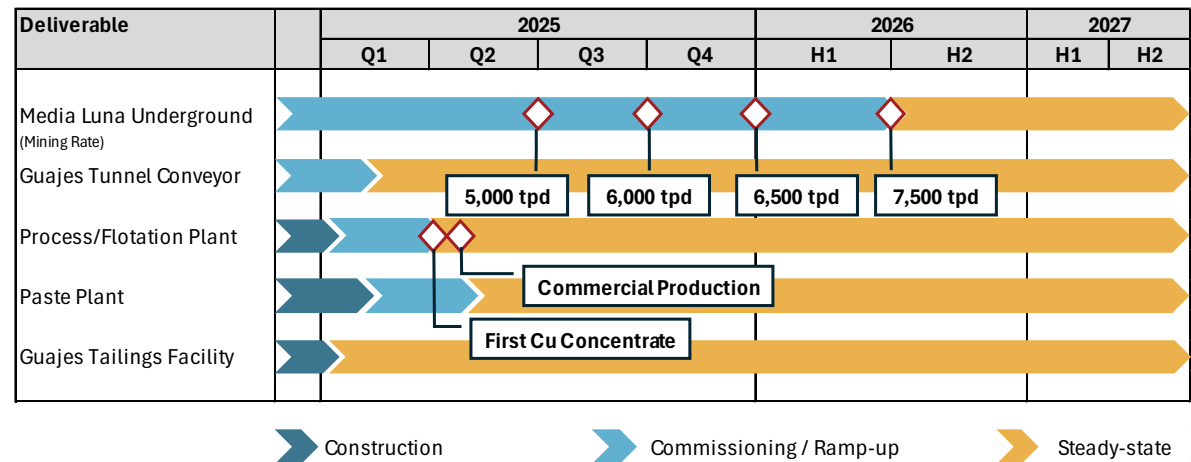 Deliverable 2025 2026 2027
Q1 Q2 Q3 Q4 H1 H2 H1 H2
Media Luna Underground
(Mining Rate)
Guajes Tunnel Conveyor
5,000 tpd 6,000 tpd 6,500 tpd 7,500 tpd
Process/Flotation Plant
Commercial Production
Paste Plant
First Cu Concentrate
Guajes Tailings Facility
Construction Commissioning / Ramp-up Steady-state